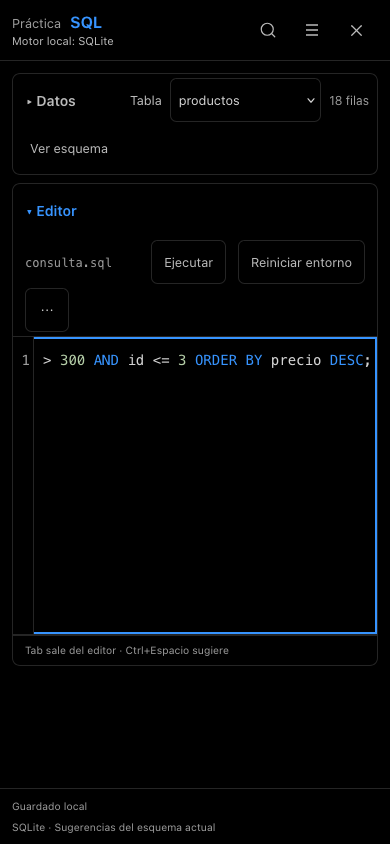 Práctica SQL
Motor local: SQLite
Datos Tabla productos 18 filas
Ver esquema
Editor
consulta.sql Ejecutar Reiniciar entorno
...
1 > 300 AND id <= 3 ORDER BY precio DESC;
Tab sale del editor · Ctrl+Espacio sugiere
Guardado local
SQLite · Sugerencias del esquema actual